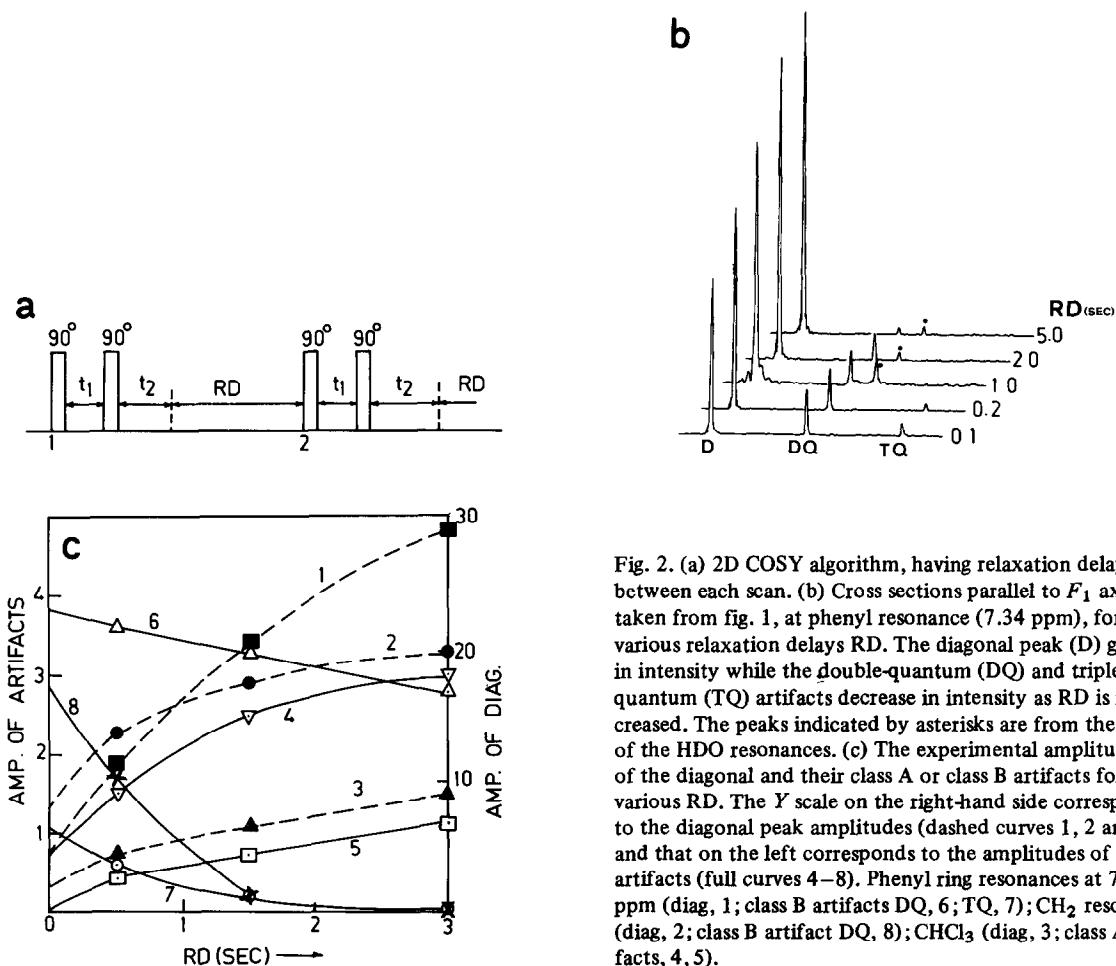 a
90° 90° 90° 90°
t1 t2 RD t1 t2 RD
1 2
b
RD(SEC)
5.0
2 0
1 0
0.2
0 1
D DQ TQ
c
30
4 1
6
AMP. OF ARTIFACTS
3 2 20
8 4
AMP. OF DIAG.
2
10
3
1
5
7
0 1 2 3
RD (SEC)
Fig. 2. (a) 2D COSY algorithm, having relaxation delay
between each scan. (b) Cross sections parallel to F1 ax
taken from fig. 1, at phenyl resonance (7.34 ppm), for
various relaxation delays RD. The diagonal peak (D) g
in intensity while the double-quantum (DQ) and triple
quantum (TQ) artifacts decrease in intensity as RD is
creased. The peaks indicated by asterisks are from the
of the HDO resonances. (c) The experimental amplitu
of the diagonal and their class A or class B artifacts fo
various RD. The Y scale on the right-hand side corresp
to the diagonal peak amplitudes (dashed curves 1, 2 an
and that on the left corresponds to the amplitudes of
artifacts (full curves 4–8). Phenyl ring resonances at 7
ppm (diag, 1; class B artifacts DQ, 6; TQ, 7); CH2 reso
(diag, 2; class B artifact DQ, 8); CHCl3 (diag, 3; class A
facts, 4, 5).